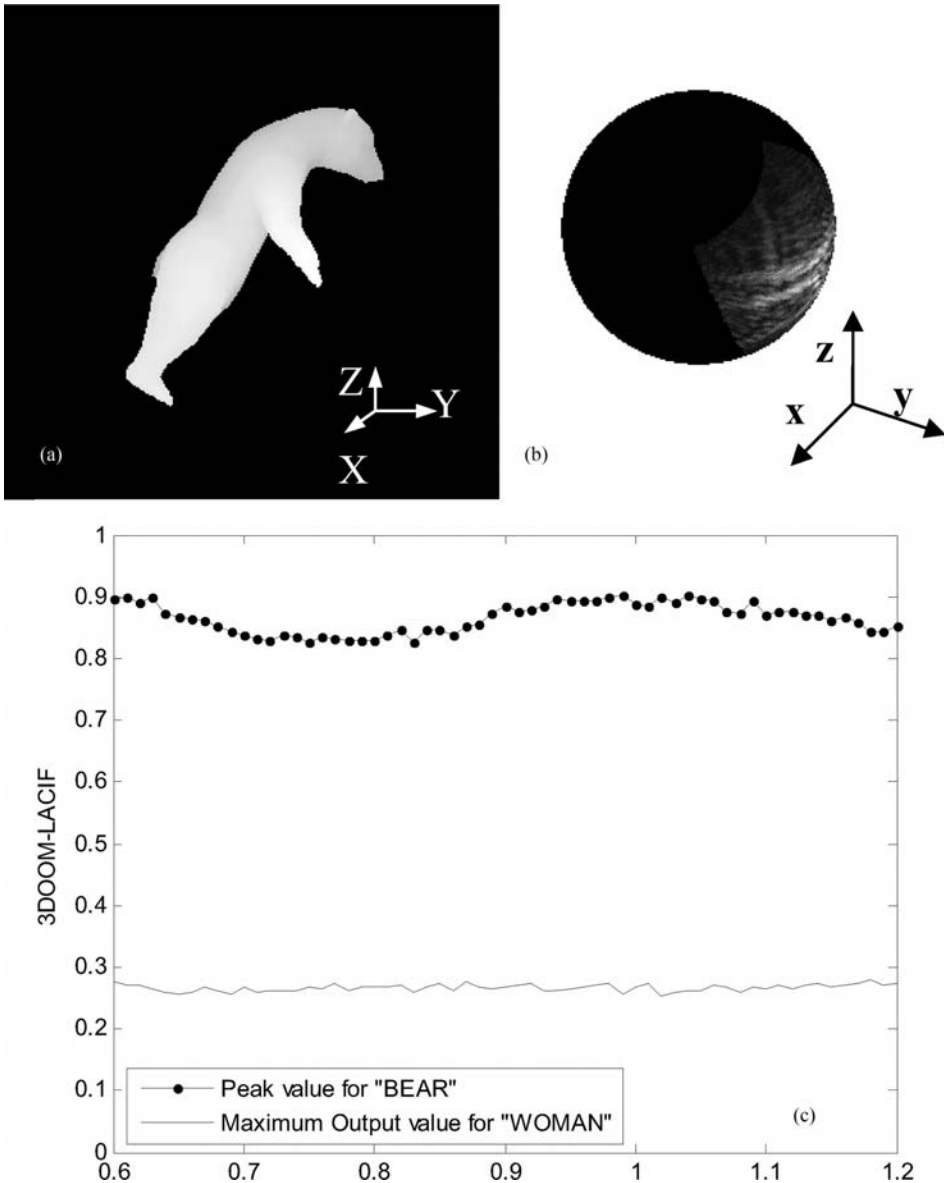 Z
Y
X
(a)
z
x
y
(b)
1
0.9
0.8
0.7
0.6
0.5
0.4
0.3
0.2
0.1
0
3DOOM-LACIF
Peak value for "BEAR"
Maximum Output value for "WOMAN"
(c)
0.6 0.7 0.8 0.9 1 1.1 1.2